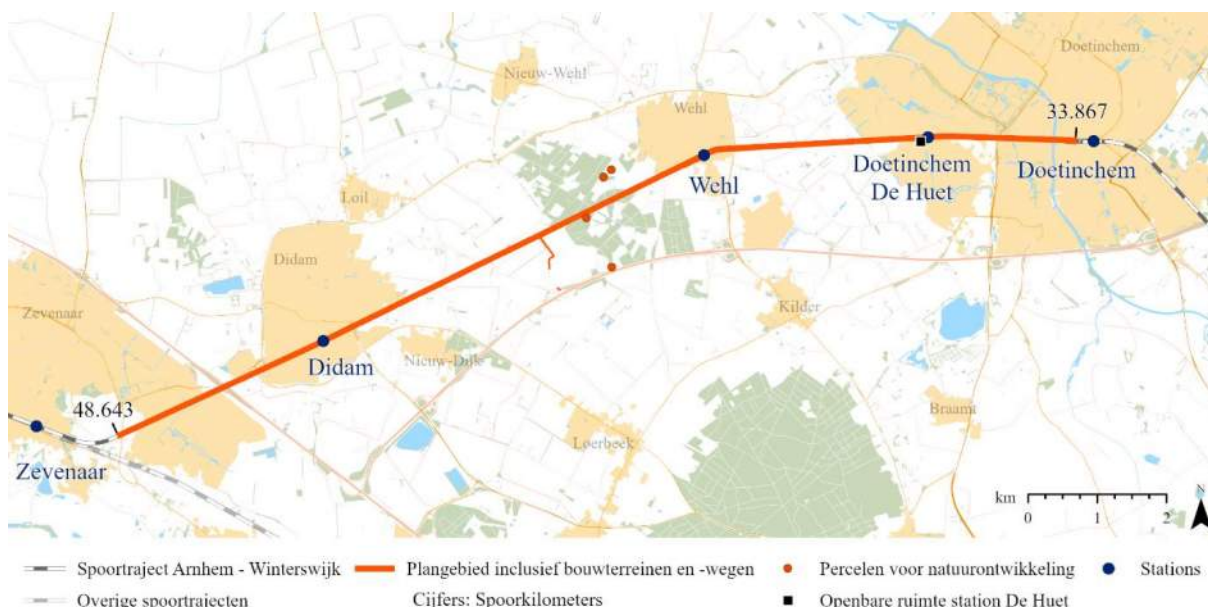 Doetinchem
Nieuw-Wehl
Wehl
33.867
Doetinchem
De Huet
Doetinchem
Wehl
Loil
Didam
Zevenaar
Kilder
Didam
Nieuw-Dijk
48.643
Braamt
Loerbeek
Zevenaar
km
0 1 2
N
Spoortraject Arnhem - Winterswijk Plangebied inclusief bouwterreinen en -wegen Percelen voor natuurontwikkeling Stations
Overige spoortrajecten Cijfers: Spoorkilometers Openbare ruimte station De Huet